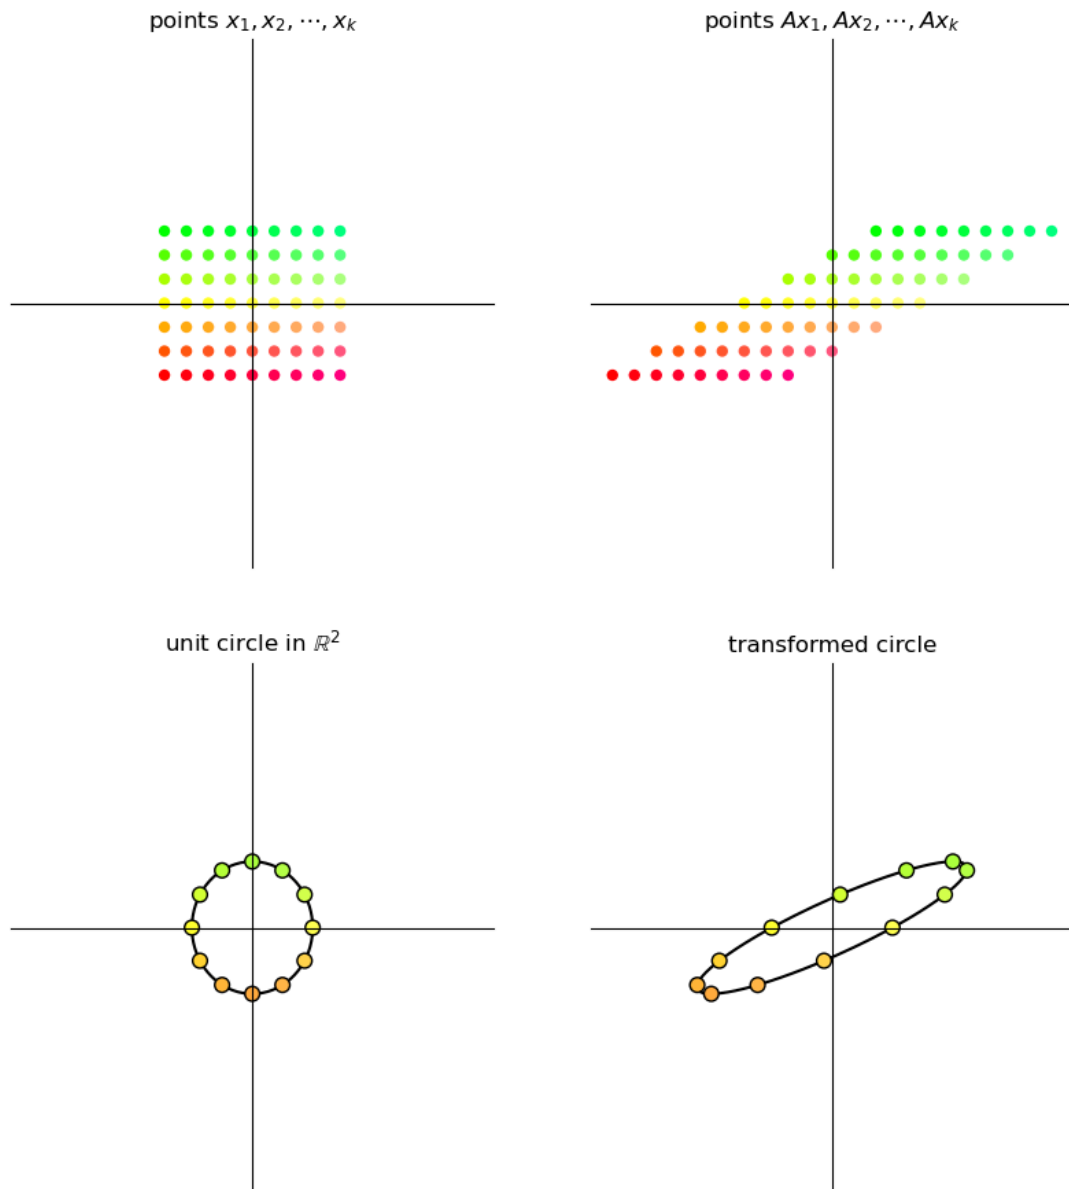 points x₁, x₂, ⋯, xₖ
points Ax₁, Ax₂, ⋯, Axₖ
unit circle in ℝ²
transformed circle